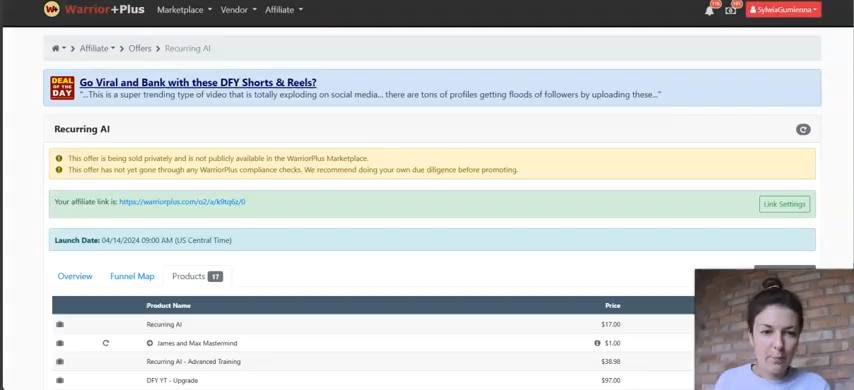 Warrior+Plus Marketplace Vendor Affiliate SylwiaGumienna
Affiliate Offers Recurring AI
DEAL OF THE DAY
Go Viral and Bank with these DFY Shorts & Reels?
"...This is a super trending type of video that is totally exploding on social media... there are tons of profiles getting floods of followers by uploading these..."
Recurring AI
This offer is being sold privately and is not publicly available in the WarriorPlus Marketplace.
This offer has not yet gone through any WarriorPlus compliance checks. We recommend doing your own due diligence before promoting.
Your affiliate link is: https://warriorplus.com/o2/a/k9tq6z/0 Link Settings
Launch Date: 04/14/2024 09:00 AM (US Central Time)
Overview Funnel Map Products 17
Product Name Price
Recurring AI $17.00
James and Max Mastermind $1.00
Recurring AI - Advanced Training $38.98
DFY YT - Upgrade $97.00